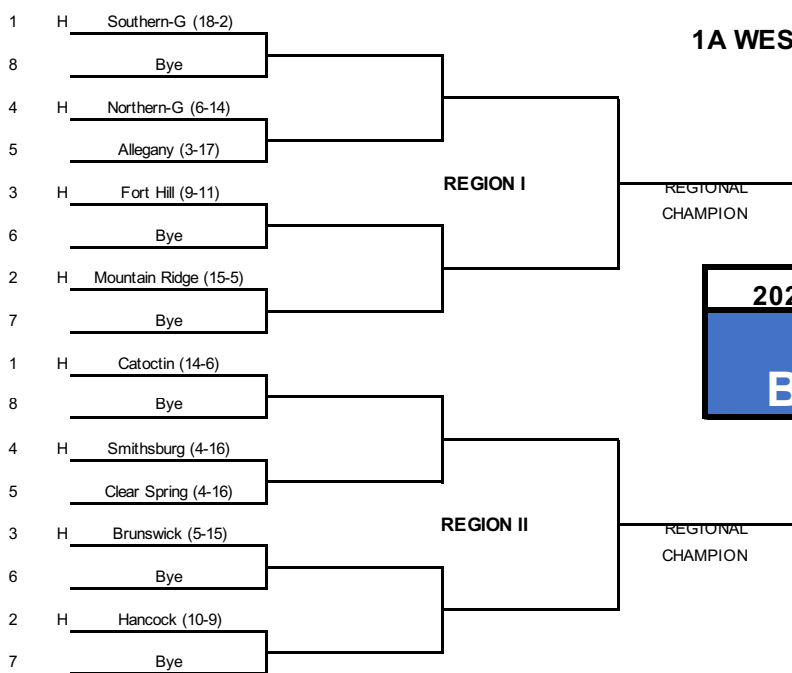 1A WES
1 H Southern-G (18-2)
8 Bye
4 H Northern-G (6-14)
5 Allegany (3-17)
3 H Fort Hill (9-11)
REGION I
REGIONAL
CHAMPION
6 Bye
2 H Mountain Ridge (15-5)
202
7 Bye
1 H Catoctin (14-6)
B
8 Bye
4 H Smithsburg (4-16)
5 Clear Spring (4-16)
3 H Brunswick (5-15)
REGION II
REGIONAL
CHAMPION
6 Bye
2 H Hancock (10-9)
7 Bye